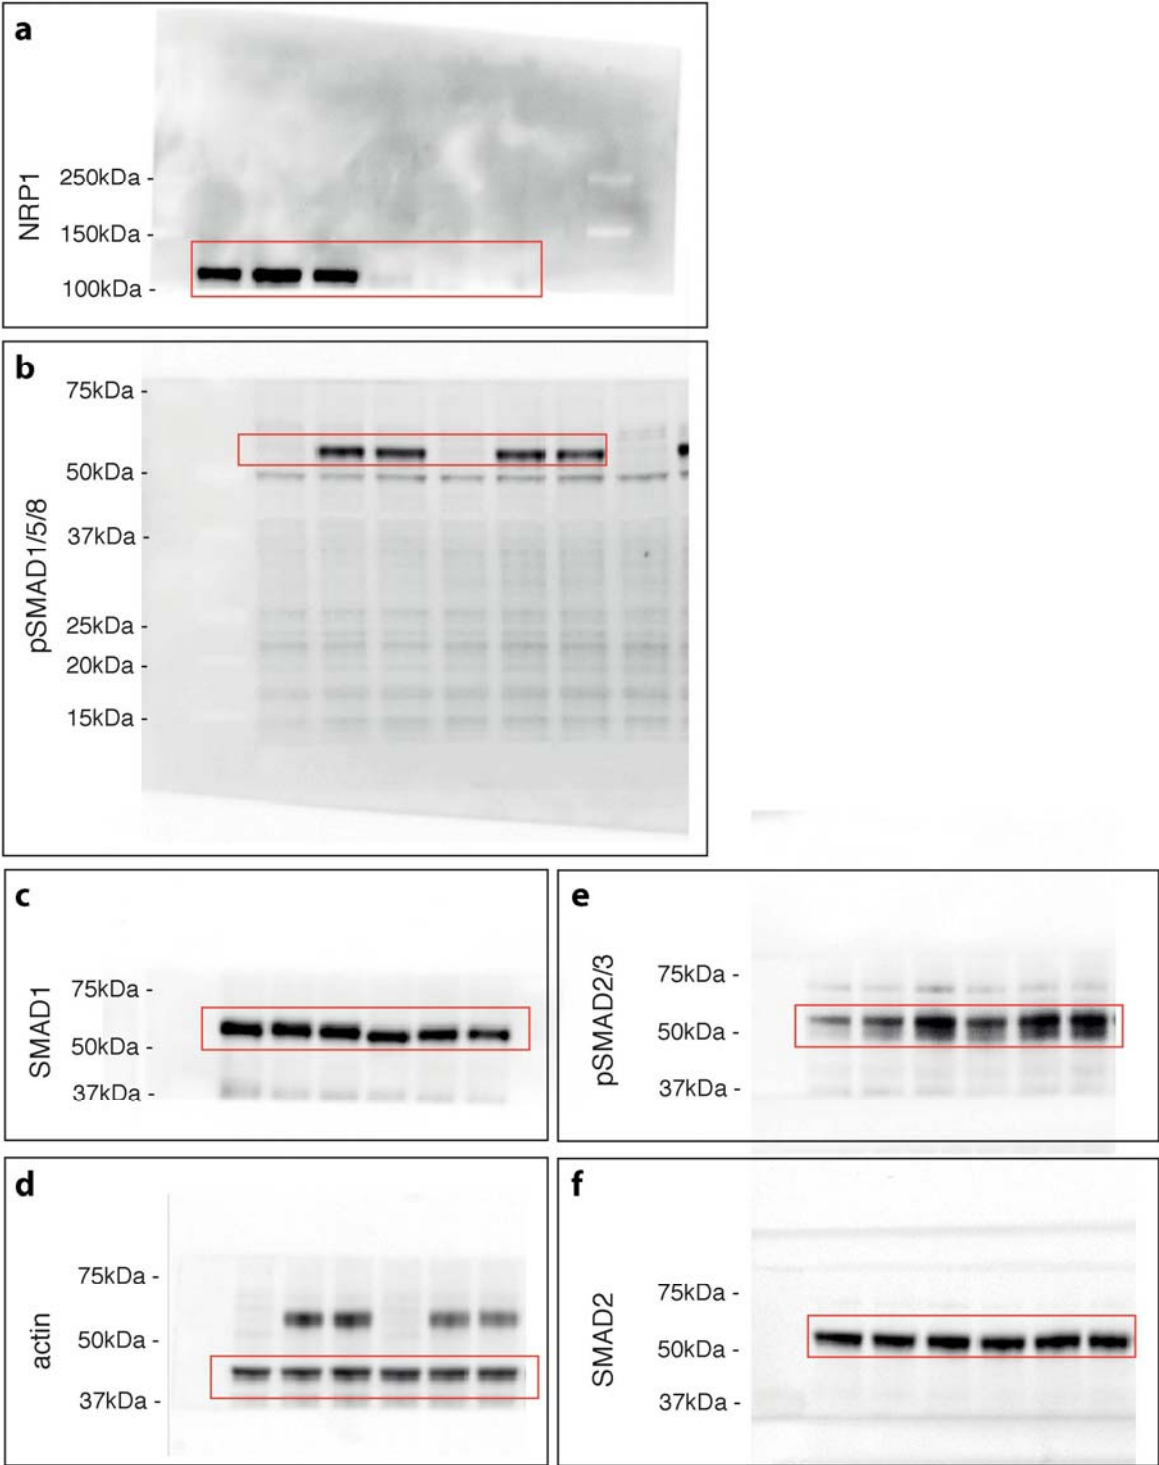 a
NRP1
250kDa -
150kDa -
100kDa -
b
pSMAD1/5/8
75kDa -
50kDa -
37kDa -
25kDa -
20kDa -
15kDa -
c
SMAD1
75kDa -
50kDa -
37kDa -
e
pSMAD2/3
75kDa -
50kDa -
37kDa -
d
actin
75kDa -
50kDa -
37kDa -
f
SMAD2
75kDa -
50kDa -
37kDa -